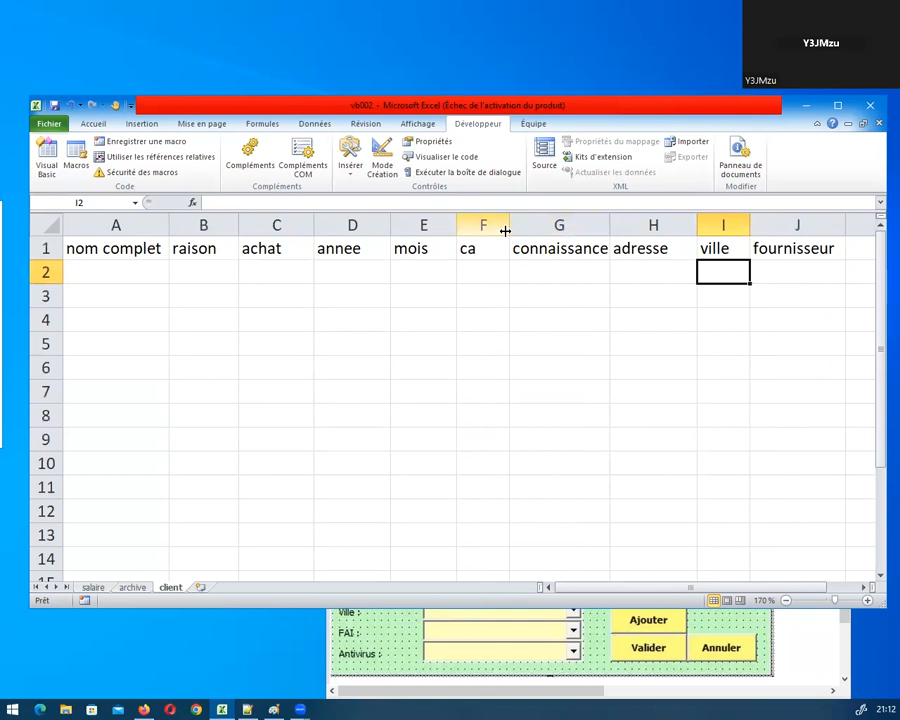 Y3JMzu
Y3JMzu
vb002 - Microsoft Excel (Échec de l'activation du produit)
Fichier Accueil Insertion Mise en page Formules Données Révision Affichage Développeur Équipe
Visual Basic
Macros
Enregistrer une macro
Utiliser les références relatives
Sécurité des macros
Code
Compléments
Compléments COM
Compléments
Insérer
Mode Création
Propriétés
Visualiser le code
Exécuter la boîte de dialogue
Contrôles
Source
Propriétés du mappage
Kits d'extension
Actualiser les données
Importer
Exporter
XML
Panneau de documents
Modifier
I2 fx
A B C D E F G H I J
1 nom complet raison achat annee mois ca connaissance adresse ville fournisseur
2
3
4
5
6
7
8
9
10
11
12
13
14
15
salaire archive client
Prêt 170 %
Ville :
FAI :
Antivirus :
Ajouter
Valider Annuler
21:12